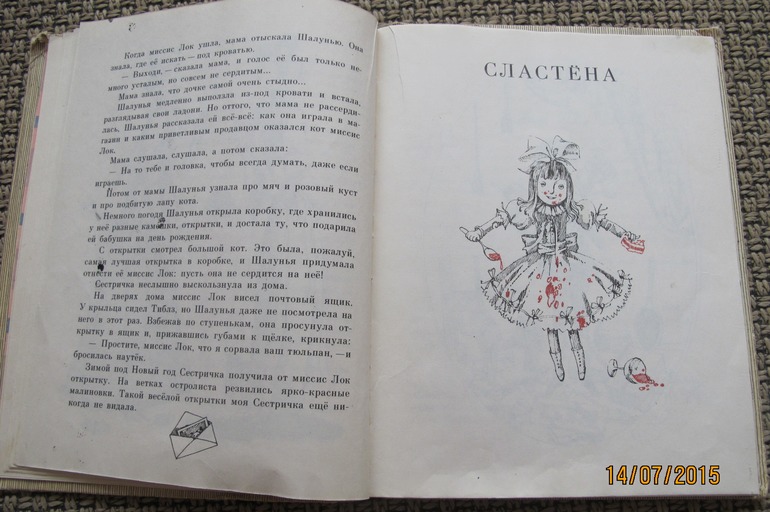 Когда миссис Лок ушла, мама отыскала Шалунью. Она
знала, где её искать — под кроватью.
— Выходи, — сказала мама, и голос её был только не-
много усталым, но совсем не сердитым...
Мама знала, что дочке самой очень стыдно...
Шалунья медленно выползла из-под кровати и встала,
разглядывая свои ладони. Но оттого, что мама не рассерди-
лась, Шалунья рассказала ей всё-всё: как она играла в ма-
газин и каким приветливым продавцом оказался кот миссис
Лок.
Мама слушала, слушала, а потом сказала:
— На то тебе и головка, чтобы всегда думать, даже если
играешь.
Потом от мамы Шалунья узнала про мяч и розовый куст
и про подбитую лапу кота.
Немного погодя Шалунья открыла коробку, где хранились
у неё разные камешки, открытки, и достала ту, что подарила
ей бабушка на день рождения.
С открытки смотрел большой кот. Это была, пожалуй,
самая лучшая открытка в коробке, и Шалунья придумала
отнести её миссис Лок: пусть она не сердится на неё!
Сестричка неслышно выскользнула из дома.
На дверях дома миссис Лок висел почтовый ящик.
У крыльца сидел Тиблз, но Шалунья даже не посмотрела на
него в этот раз. Взбежав по ступенькам, она просунула от-
крытку в ящик и, прижавшись губами к щёлке, крикнула:
— Простите, миссис Лок, что я сорвала ваш тюльпан, — и
бросилась наутёк.
Зимой под Новый год Сестричка получила от миссис Лок
открытку. На ветках остролиста резвились ярко-красные
малиновки. Такой весёлой открытки моя Сестричка ещё ни-
когда не видала.
СЛАСТЁНА
14/07/2015